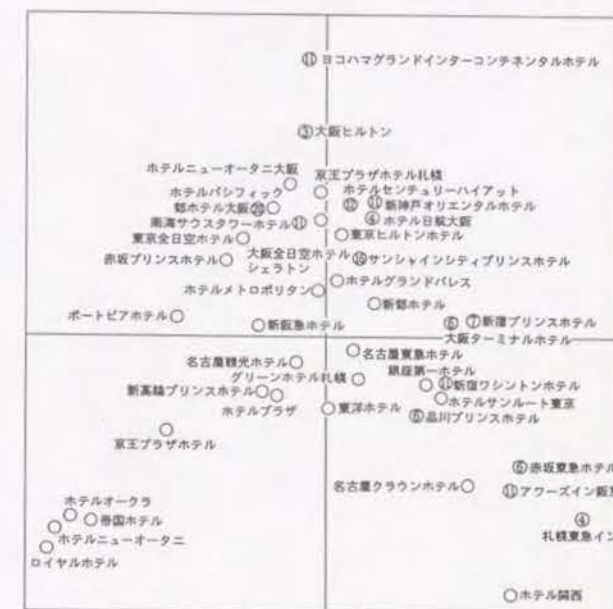 ⑪ヨコハマグランドインターコンチネンタルホテル
③大阪ヒルトン
ホテルニューオータニ大阪
京王プラザホテル札幌
ホテルパシフィック
ホテルセンチュリーハイアット
都ホテル大阪⑳
⑫
⑪新神戸オリエンタルホテル
南海サウスタワーホテル⑪
④ホテル日航大阪
東京全日空ホテル
東京ヒルトンホテル
赤坂プリンスホテル
大阪全日空ホテル
シェラトン
⑯サンシャインシティプリンスホテル
ホテルグランドパレス
ホテルメトロポリタン
新都ホテル
ポートピアホテル
新阪急ホテル
⑥
⑦新宿プリンスホテル
大阪ターミナルホテル
名古屋東急ホテル
名古屋観光ホテル
銀座第一ホテル
グリーンホテル札幌
新高輪プリンスホテル
⑪新宿ワシントンホテル
ホテルプラザ
東洋ホテル
ホテルサンルート東京
⑤品川プリンスホテル
京王プラザホテル
⑥赤坂東急ホテ
名古屋クラウンホテル
⑪アワーズイン阪
ホテルオークラ
帝国ホテル
④
札幌東急イン
ホテルニューオータニ
ロイヤルホテル
ホテル関西